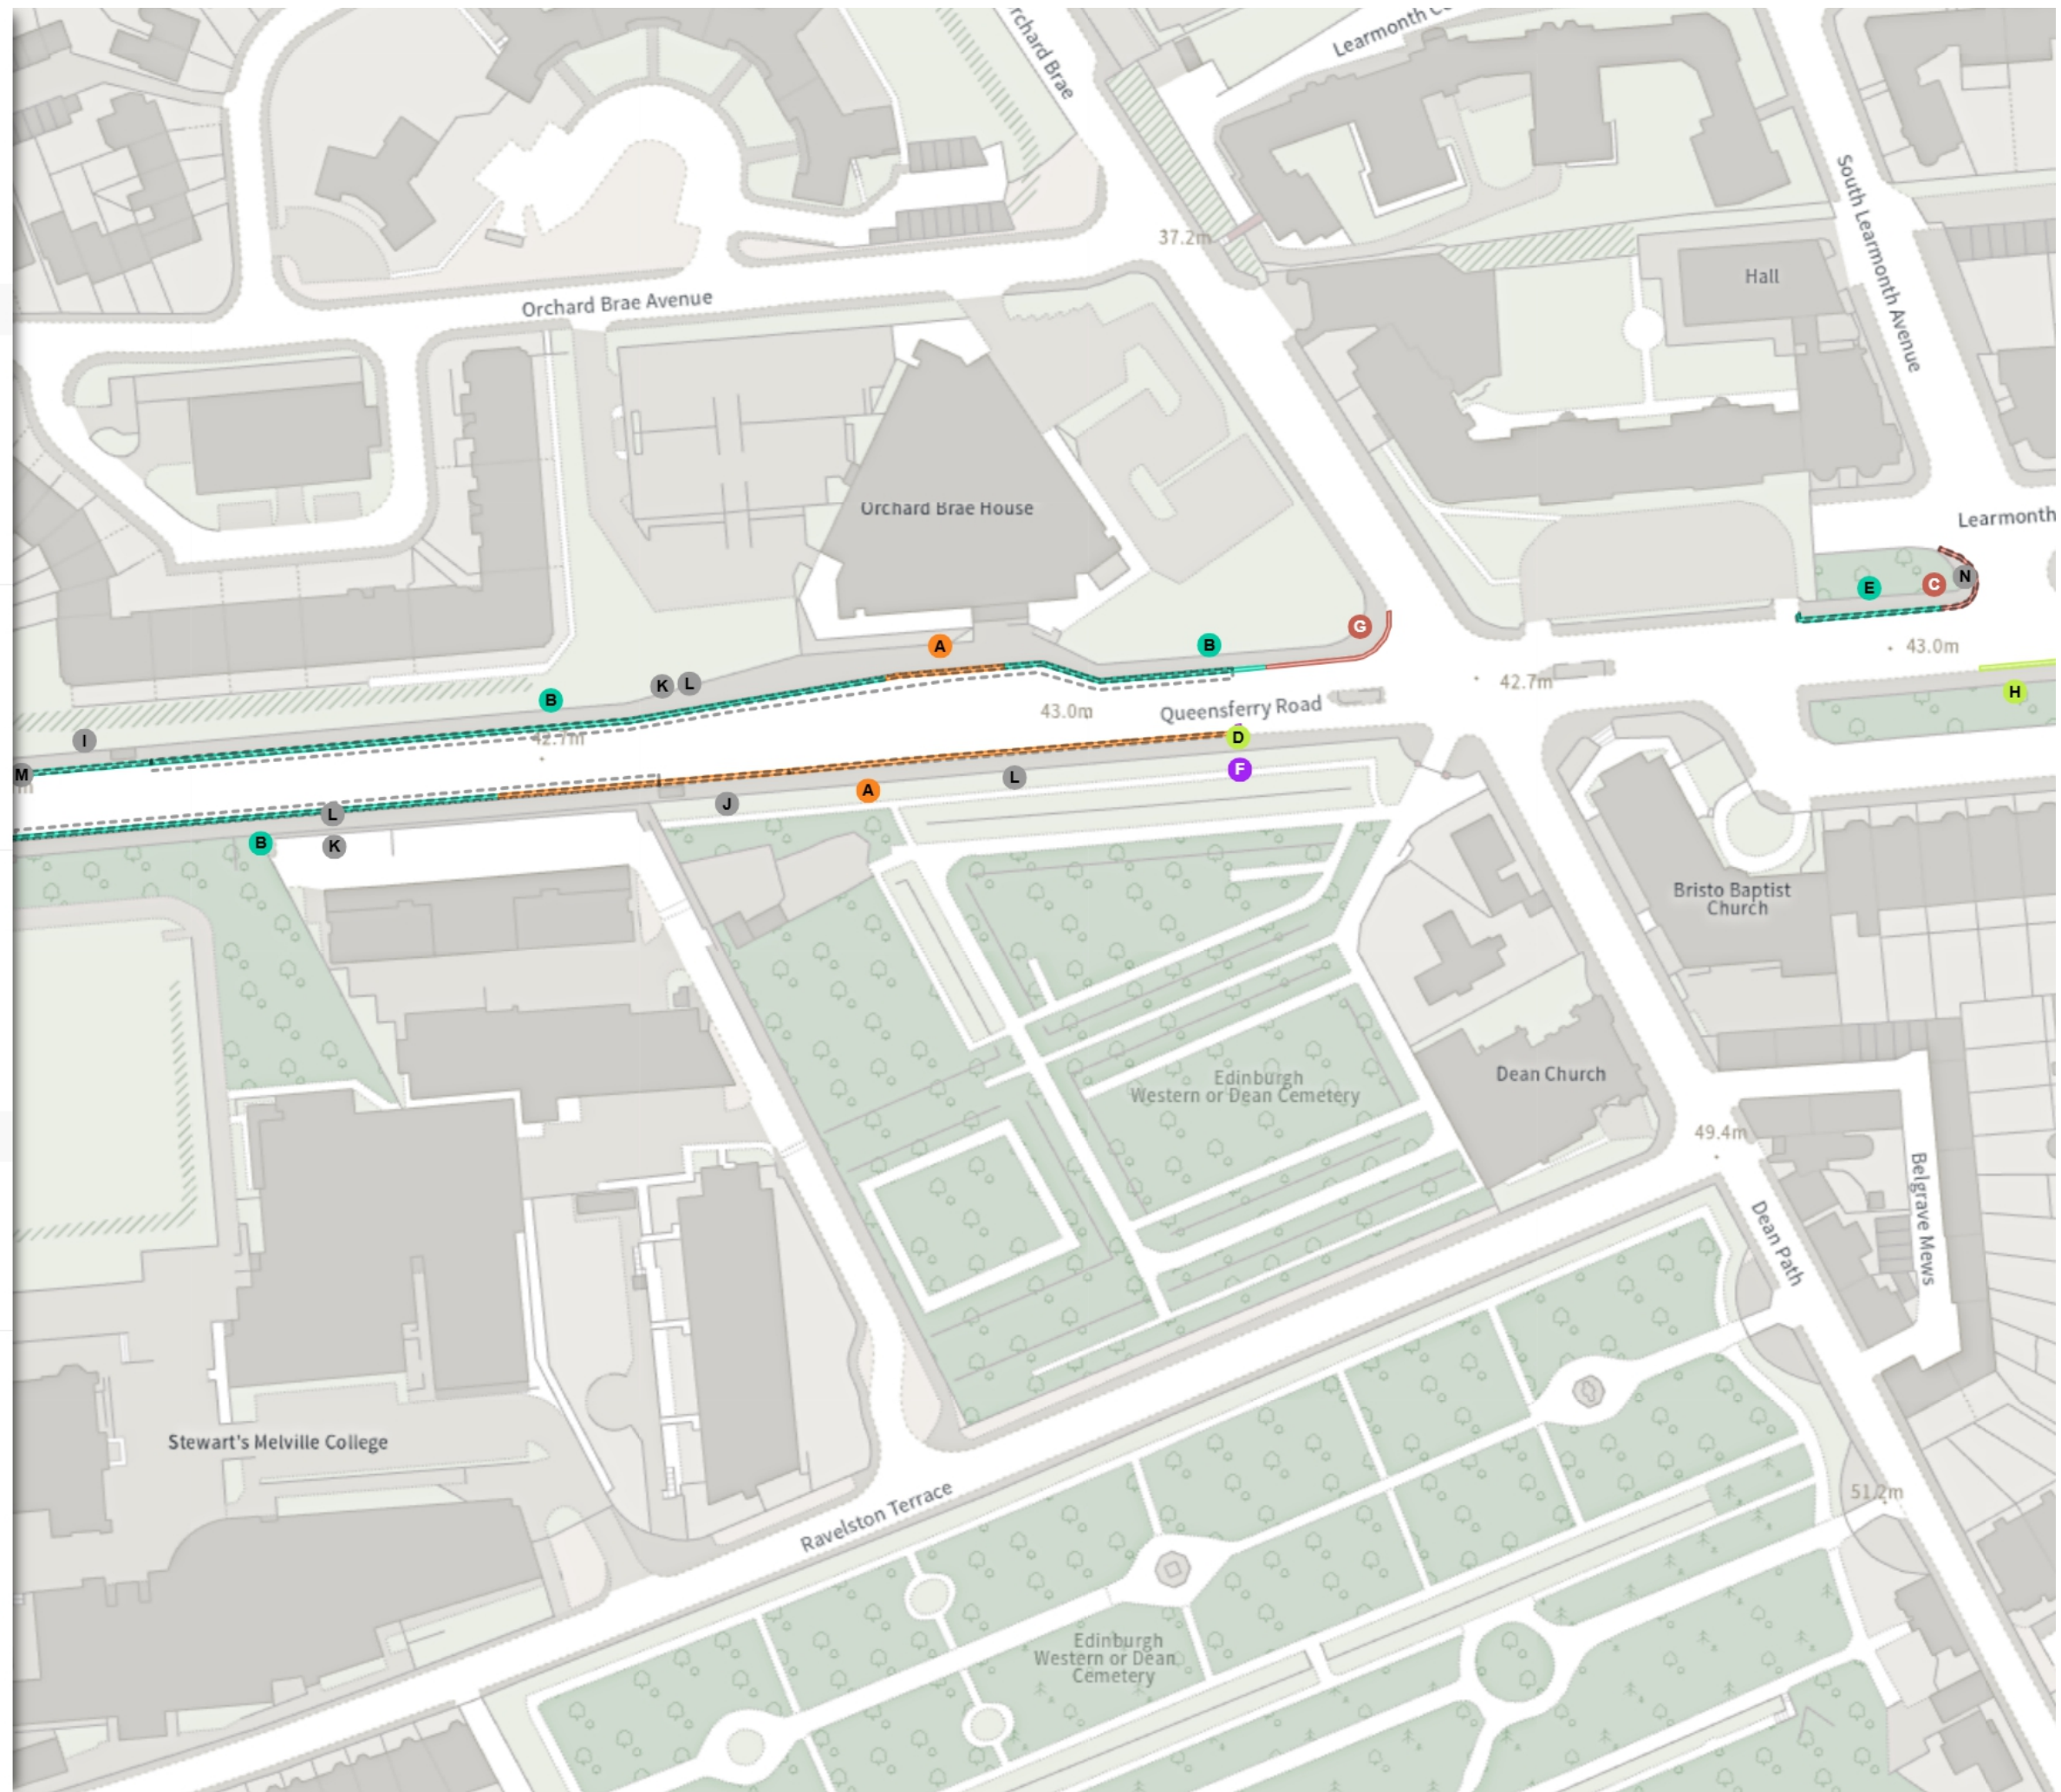 Orchard Brae
Learmonth Co
South Learmonth Avenue
37.2m
Hall
Orchard Brae Avenue
Orchard Brae House
Learmonth
E
C
N
G
43.0m
A
B
K
L
B
42.7m
H
Queensferry Road
43.0m
I
42.7m
D
M
F
L
J
A
L
B
K
Bristo Baptist
Church
Dean Church
Edinburgh
Western or Dean Cemetery
49.4m
Belgrave Mews
Dean Path
Stewart's Melville College
51.2m
Ravelston Terrace
Edinburgh
Western or Dean
Cemetery